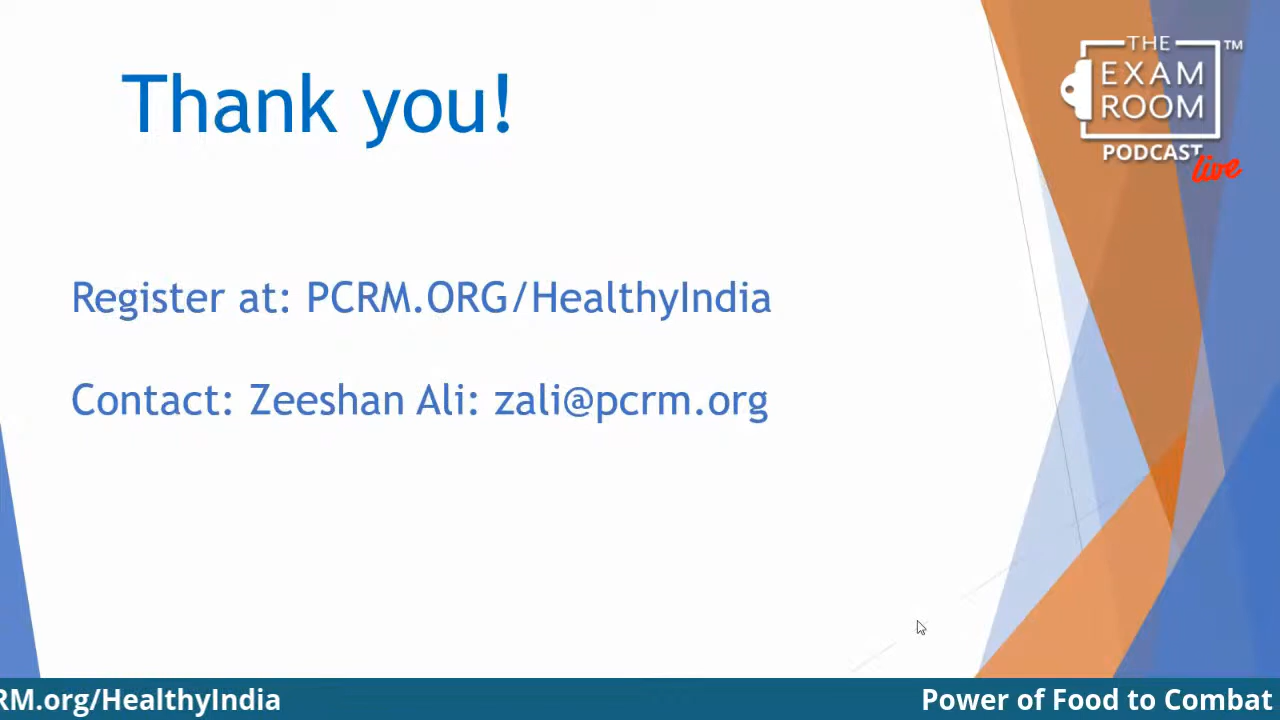 Thank you!
THE
EXAM
ROOM
TM
PODCAST
live
Register at: PCRM.ORG/HealthyIndia
Contact: Zeeshan Ali: zali@pcrm.org
RM.org/HealthyIndia
Power of Food to Combat